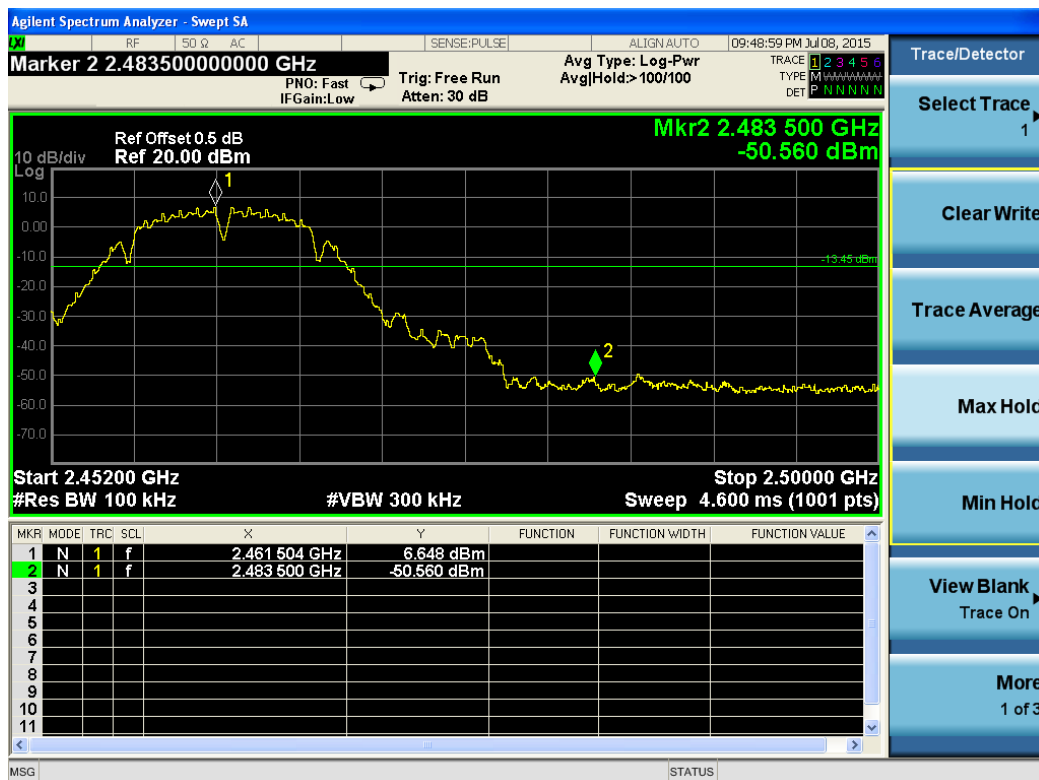 Agilent Spectrum Analyzer - Swept SA
LXI RF 50 Ω AC SENSE:PULSE ALIGN AUTO 09:48:59 PM Jul 08, 2015
Marker 2 2.483500000000 GHz
PNO: Fast
IFGain:Low
Trig: Free Run
Atten: 30 dB
Avg Type: Log-Pwr
Avg|Hold:> 100/100
TRACE 1 2 3 4 5 6
TYPE M
DET P N N N N N
Mkr2 2.483 500 GHz
-50.560 dBm
Ref Offset 0.5 dB
10 dB/div Ref 20.00 dBm
Log
1
10.0
0.00
-10.0
-13.45 dBm
-20.0
-30.0
-40.0
2
-50.0
-60.0
-70.0
Start 2.45200 GHz Stop 2.50000 GHz
#Res BW 100 kHz #VBW 300 kHz Sweep 4.600 ms (1001 pts)
MKR MODE TRC SCL X Y FUNCTION FUNCTION WIDTH FUNCTION VALUE
1 N 1 f 2.461 504 GHz 6.648 dBm
2 N 1 f 2.483 500 GHz -50.560 dBm
3
4
5
6
7
8
9
10
11
MSG STATUS
Trace/Detector
Select Trace
1
Clear Write
Trace Average
Max Hold
Min Hold
View Blank
Trace On
More
1 of 3